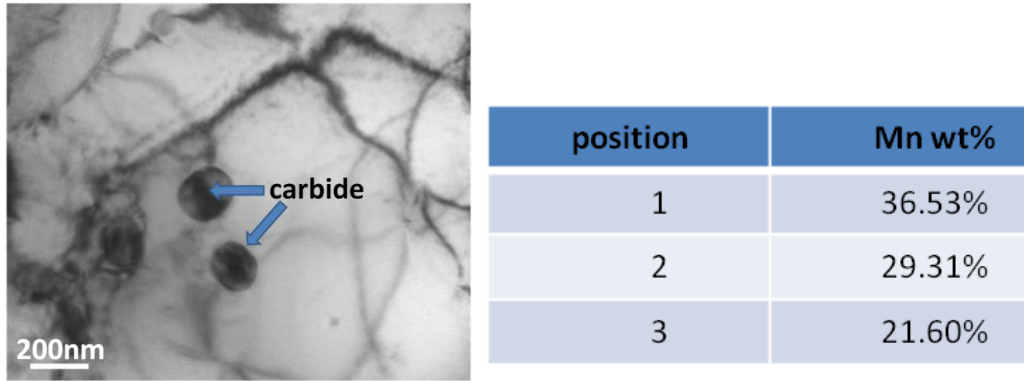 carbide
200nm
position Mn wt%
1 36.53%
2 29.31%
3 21.60%